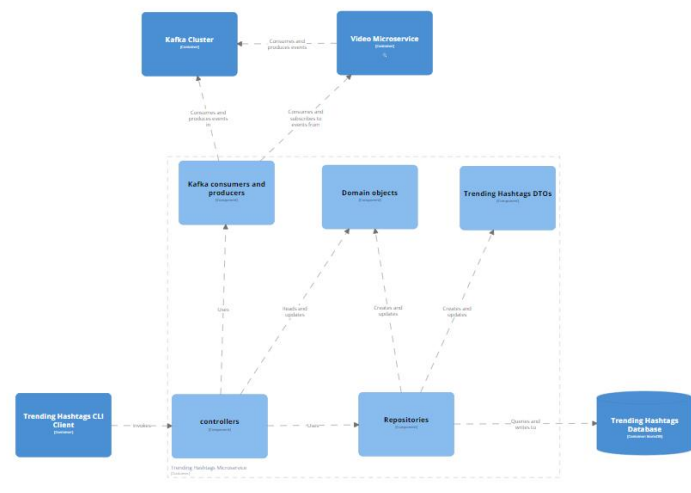 Kafka Cluster
[Container]
Consumes and
produces events
Video Microservice
[Container]
Consumes and
produces events
in
Consumes and
subscribes to
events from
Kafka consumers and
producers
[Component]
Domain objects
[Component]
Trending Hashtags DTOs
[Component]
Uses
Reads and
updates
Creates and
updates
Creates and
updates
Trending Hashtags CLI
Client
[Container]
Invokes
controllers
[Component]
Uses
Repositories
[Component]
Queries and
writes to
Trending Hashtags
Database
Trending Hashtags Microservice
[Container]